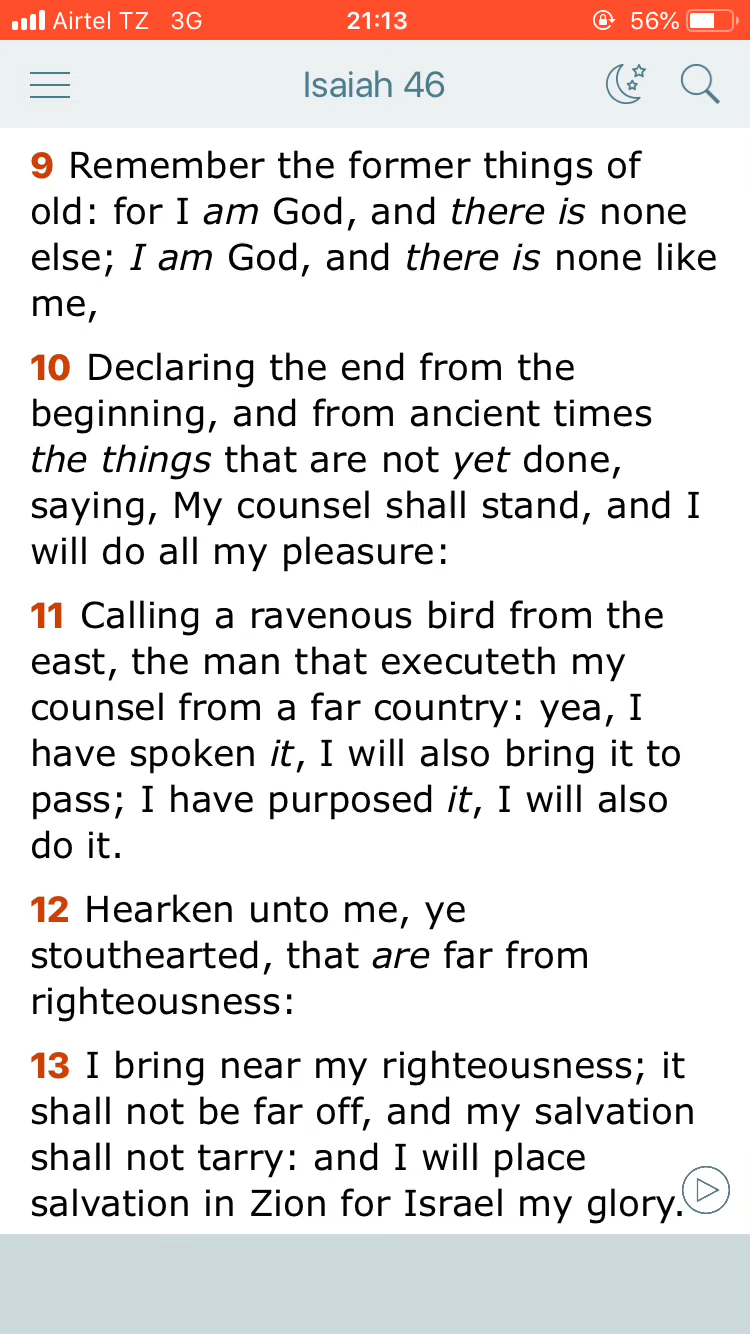 Airtel TZ 3G 21:13 56%
Isaiah 46
9 Remember the former things of
old: for I am God, and there is none
else; I am God, and there is none like
me,
10 Declaring the end from the
beginning, and from ancient times
the things that are not yet done,
saying, My counsel shall stand, and I
will do all my pleasure:
11 Calling a ravenous bird from the
east, the man that executeth my
counsel from a far country: yea, I
have spoken it, I will also bring it to
pass; I have purposed it, I will also
do it.
12 Hearken unto me, ye
stouthearted, that are far from
righteousness:
13 I bring near my righteousness; it
shall not be far off, and my salvation
shall not tarry: and I will place
salvation in Zion for Israel my glory.